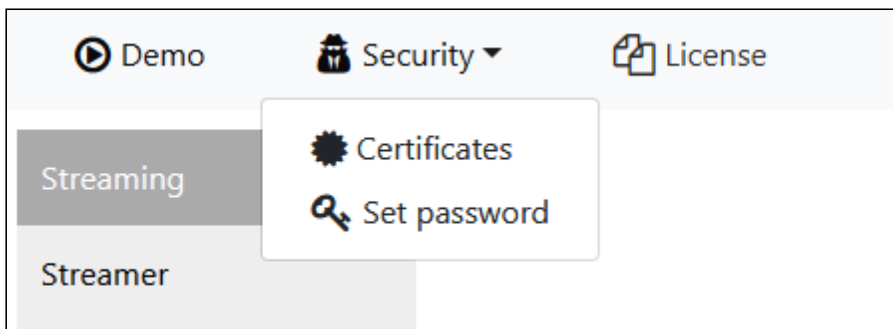 Demo Security License
Certificates
Streaming
Set password
Streamer